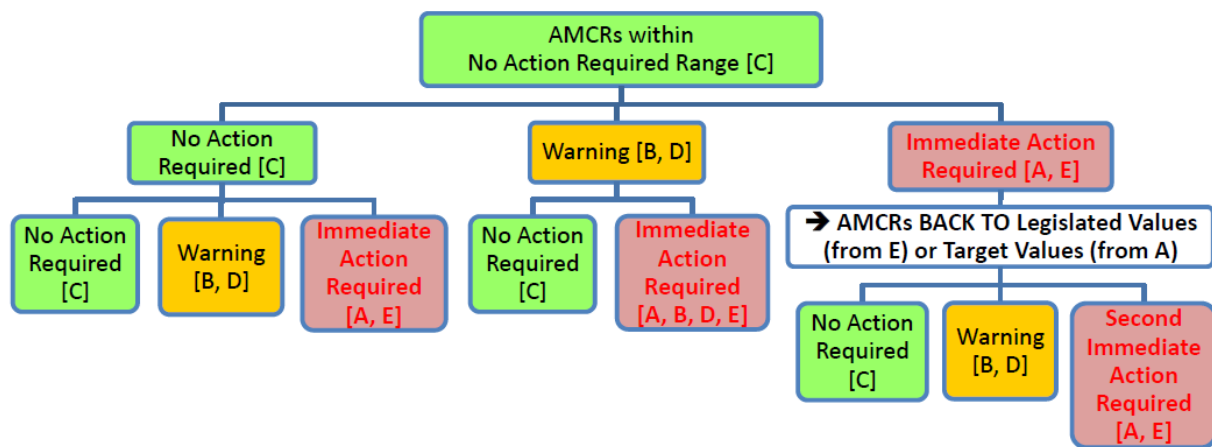 AMCRs within
No Action Required Range [C]
No Action
Required [C]
Warning [B, D]
Immediate Action
Required [A, E]
➔ AMCRs BACK TO Legislated Values
(from E) or Target Values (from A)
No Action
Required
[C]
Warning
[B, D]
Immediate
Action
Required
[A, E]
No Action
Required
[C]
Immediate
Action
Required
[A, B, D, E]
No Action
Required
[C]
Warning
[B, D]
Second
Immediate
Action
Required
[A, E]